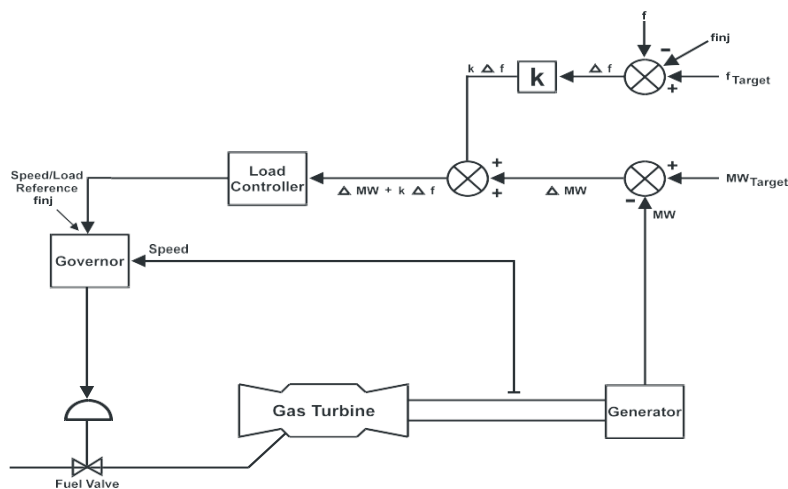 f
finj
−
k Δ f
k
Δ f
f Target
+
Speed/Load
Reference
finj
Load
Controller
+
+
Δ MW + k Δ f
Δ MW
+
MW Target
−
MW
Governor
Speed
Gas Turbine
Generator
Fuel Valve